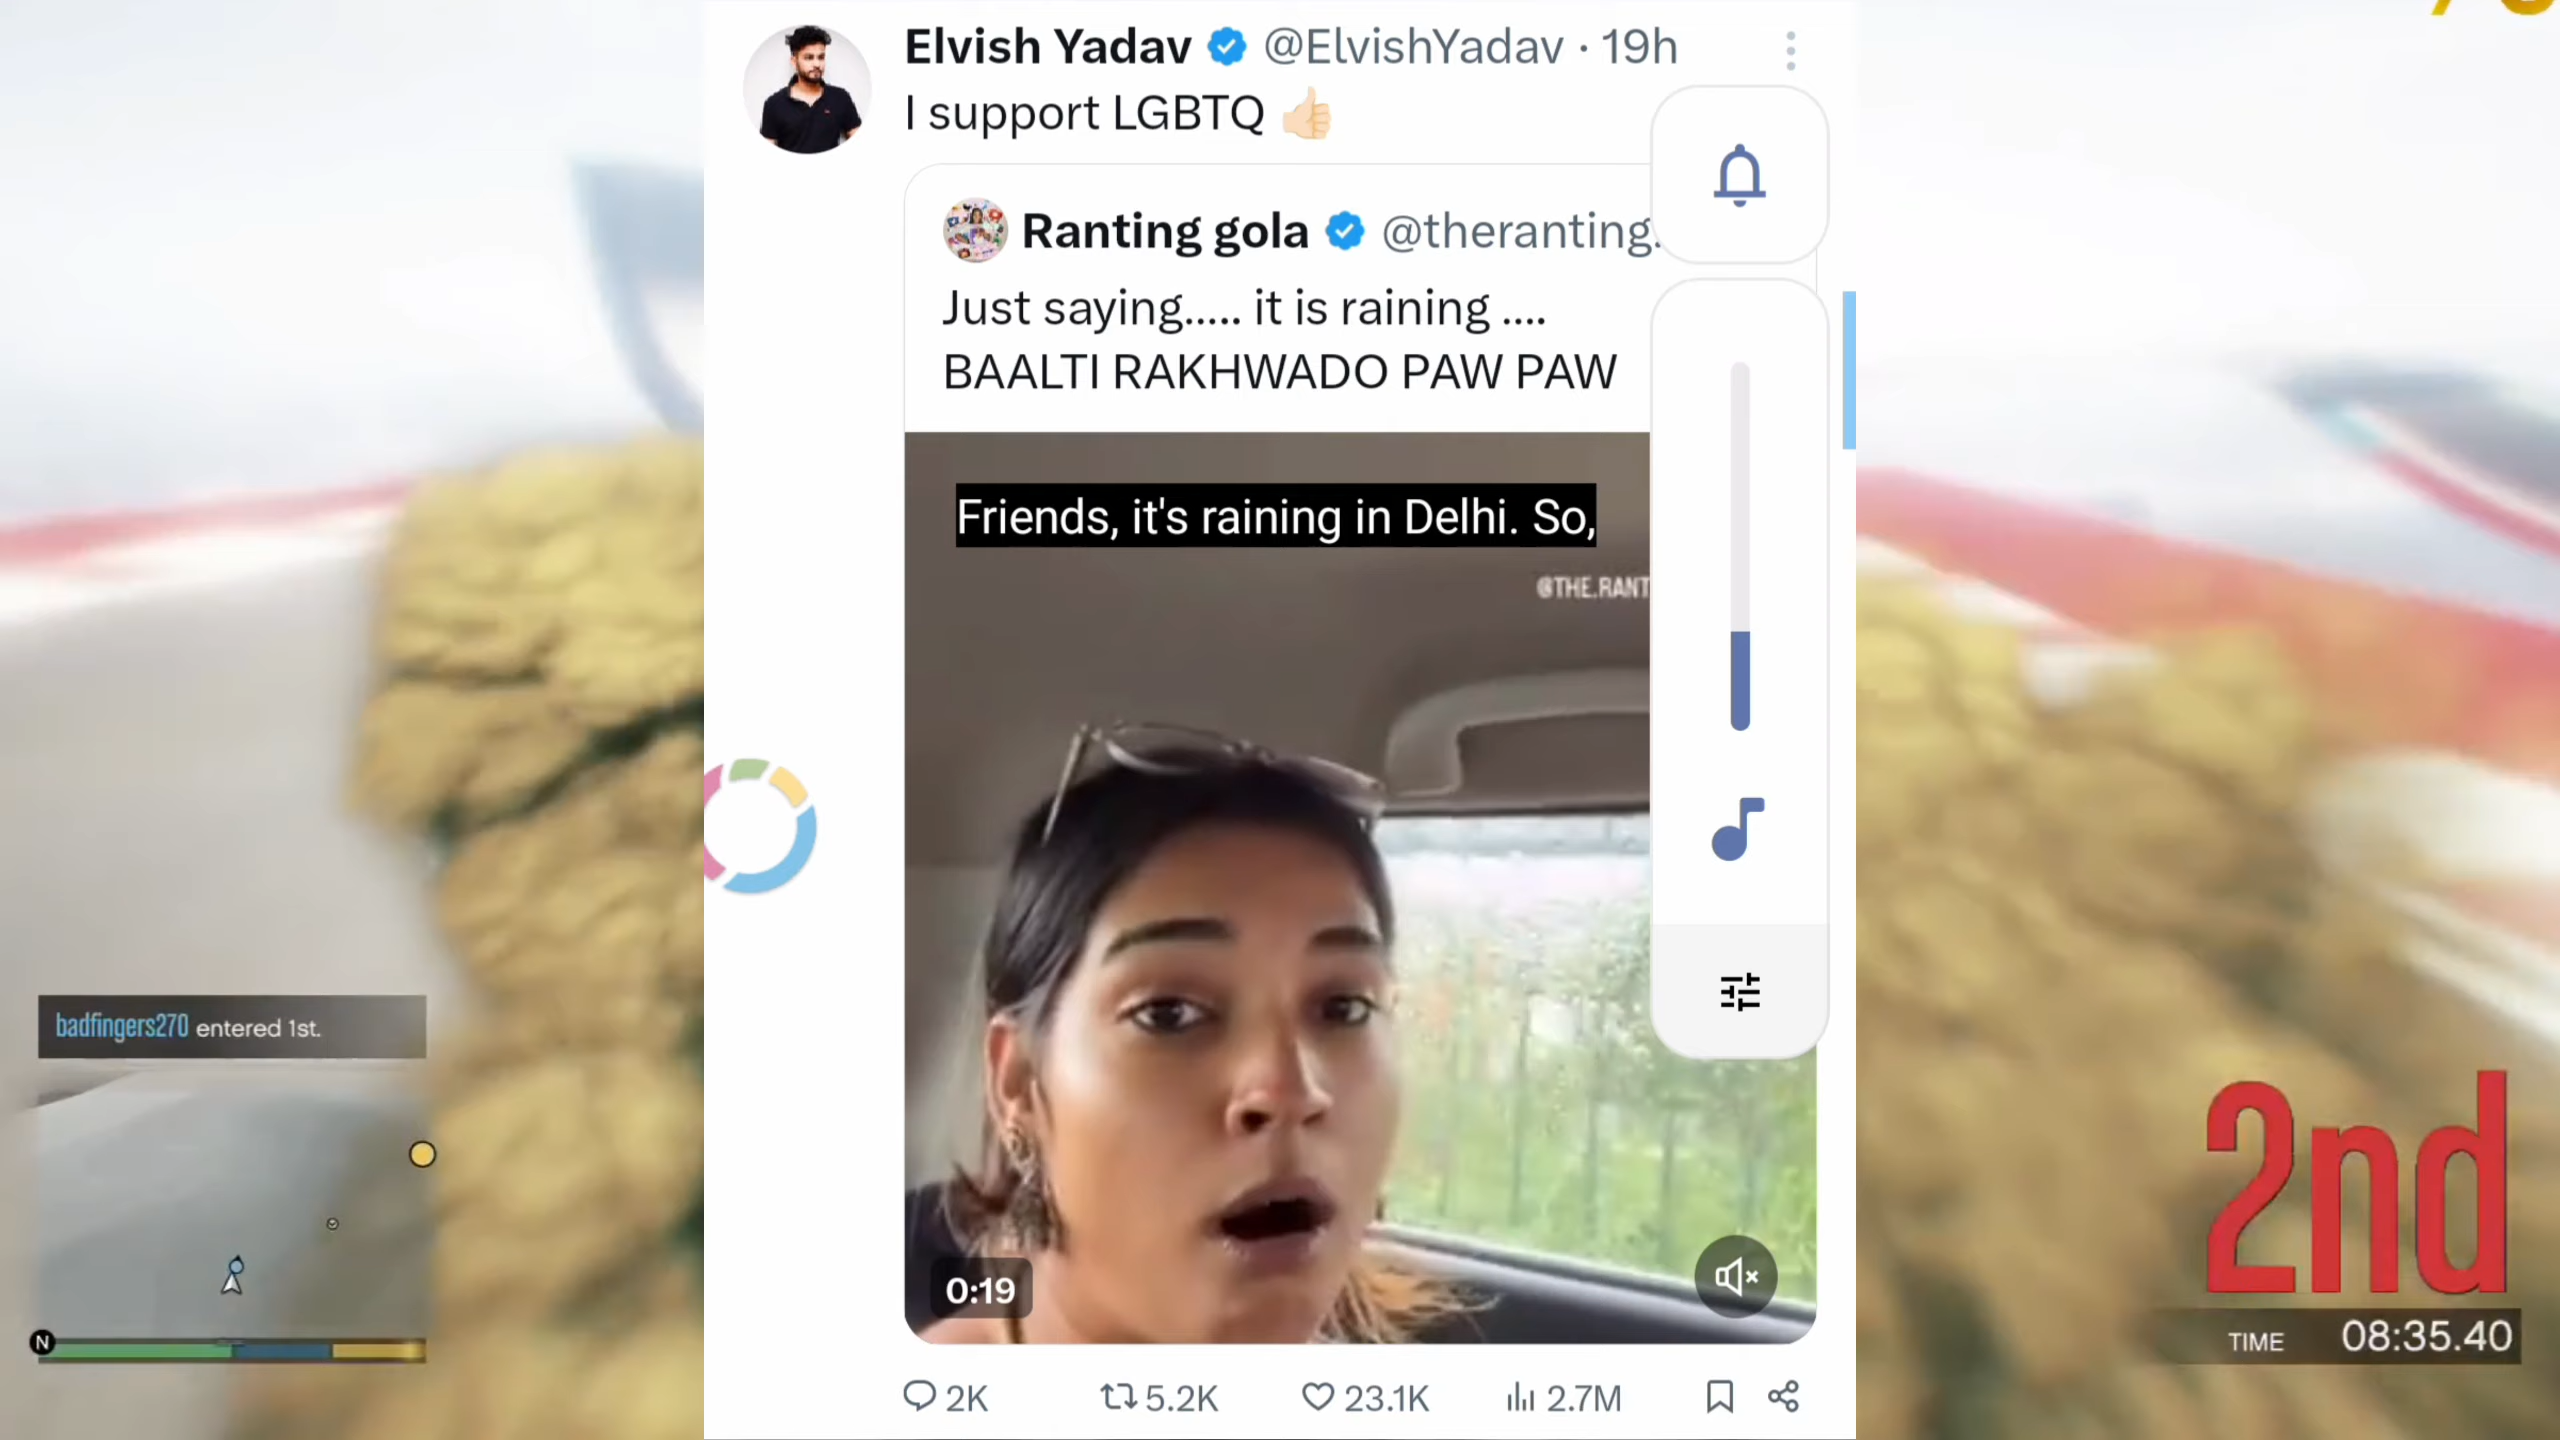 Elvish Yadav @ElvishYadav · 19h
I support LGBTQ 👍🏻
Ranting gola @theranting.
Just saying..... it is raining ....
BAALTI RAKHWADO PAW PAW
Friends, it's raining in Delhi. So,
@THE.RANT
0:19
2K 5.2K 23.1K 2.7M
badfingers270 entered 1st.
N
2nd
TIME 08:35.40